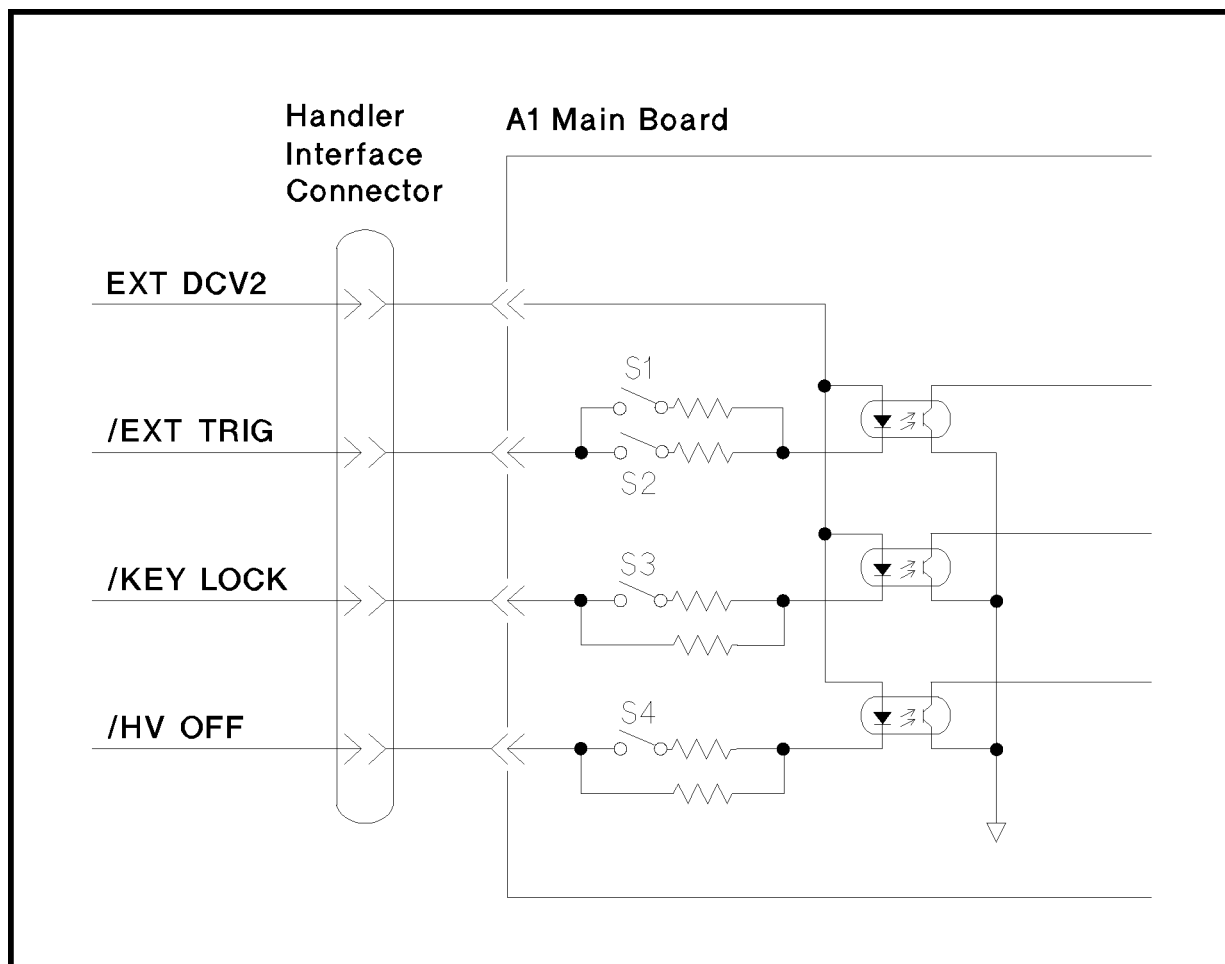 Handler
Interface
Connector
A1 Main Board
EXT DCV2
S1
/EXT TRIG
S2
S3
/KEY LOCK
S4
/HV OFF